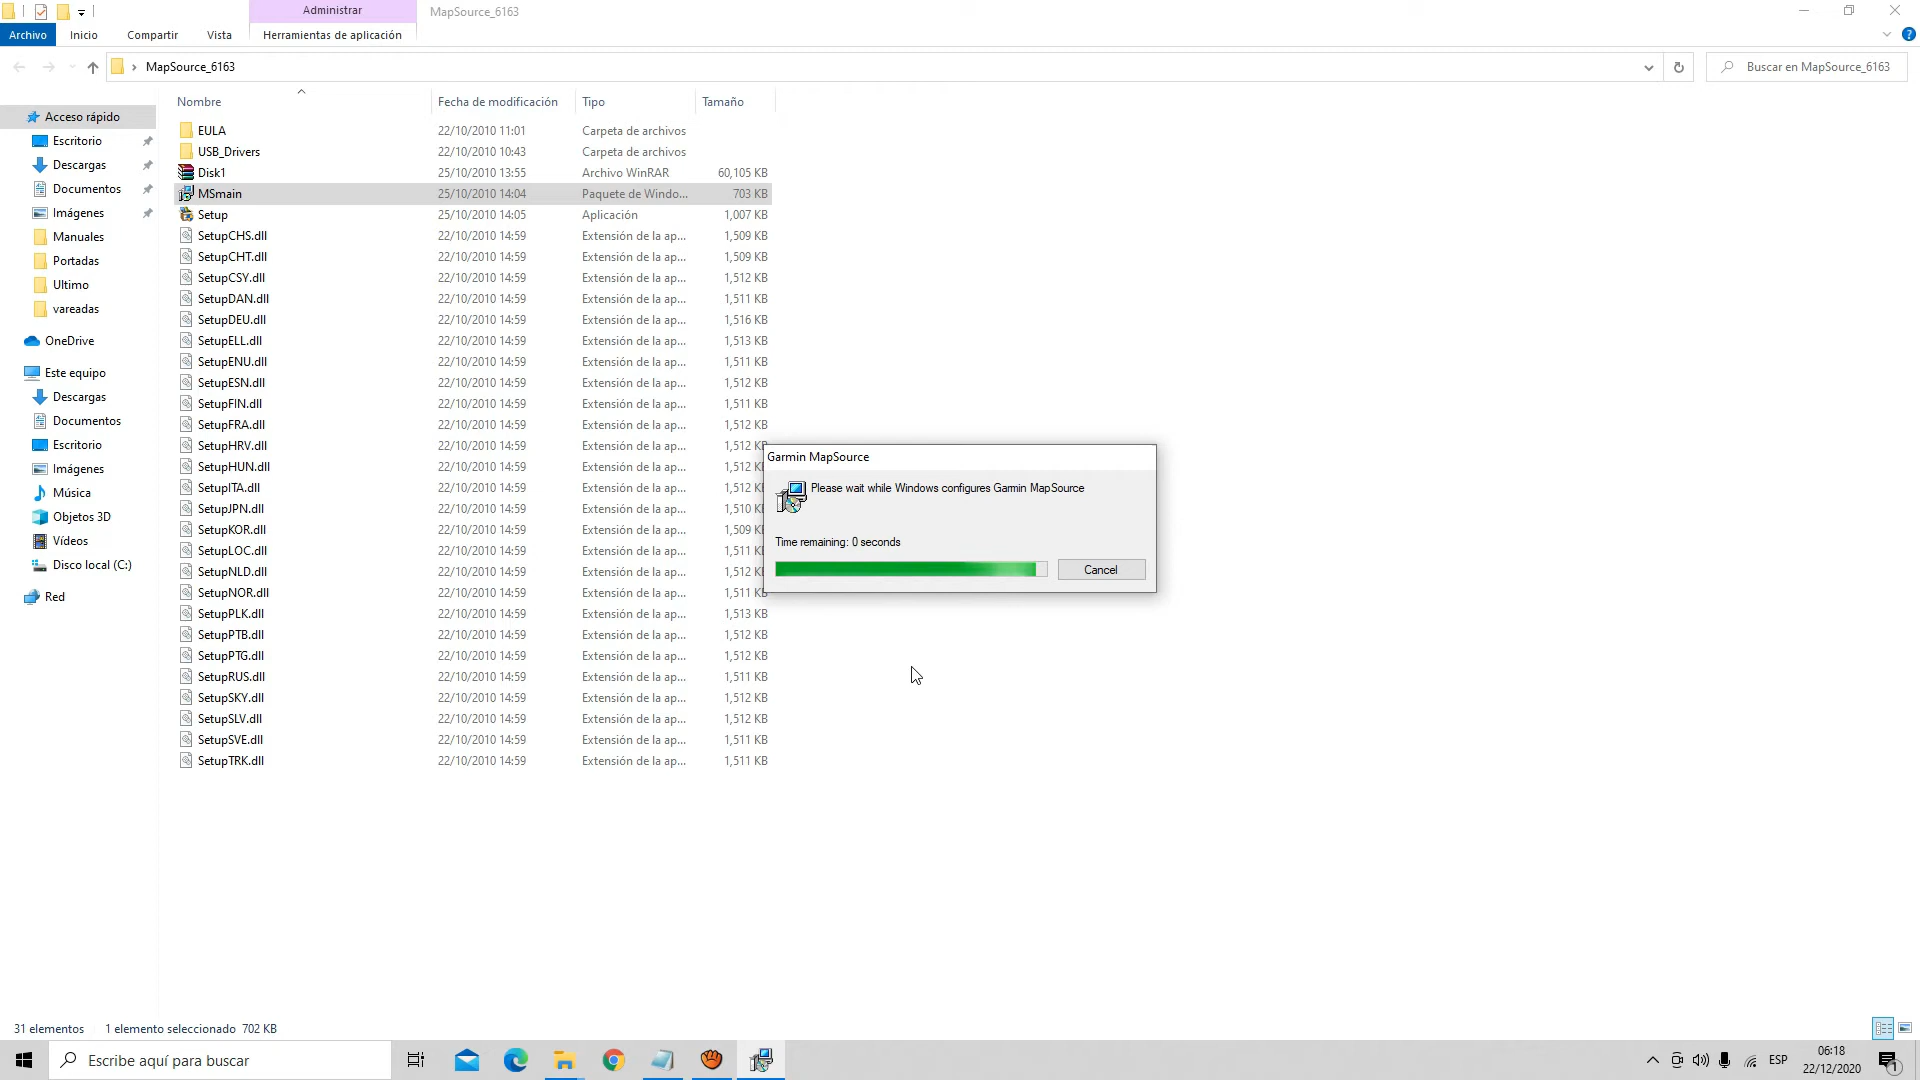 Administrar
MapSource_6163
Archivo
Inicio
Compartir
Vista
Herramientas de aplicación
MapSource_6163
Buscar en MapSource_6163
Nombre
Fecha de modificación
Tipo
Tamaño
Acceso rápido
Escritorio
Descargas
Documentos
Imágenes
Manuales
Portadas
Ultimo
vareadas
OneDrive
Este equipo
Descargas
Documentos
Escritorio
Imágenes
Música
Objetos 3D
Vídeos
Disco local (C:)
Red
EULA 22/10/2010 11:01 Carpeta de archivos
USB_Drivers 22/10/2010 10:43 Carpeta de archivos
Disk1 25/10/2010 13:55 Archivo WinRAR 60,105 KB
MSmain 25/10/2010 14:04 Paquete de Windo... 703 KB
Setup 25/10/2010 14:05 Aplicación 1,007 KB
SetupCHS.dll 22/10/2010 14:59 Extensión de la ap... 1,509 KB
SetupCHT.dll 22/10/2010 14:59 Extensión de la ap... 1,509 KB
SetupCSY.dll 22/10/2010 14:59 Extensión de la ap... 1,512 KB
SetupDAN.dll 22/10/2010 14:59 Extensión de la ap... 1,511 KB
SetupDEU.dll 22/10/2010 14:59 Extensión de la ap... 1,516 KB
SetupELL.dll 22/10/2010 14:59 Extensión de la ap... 1,513 KB
SetupENU.dll 22/10/2010 14:59 Extensión de la ap... 1,511 KB
SetupESN.dll 22/10/2010 14:59 Extensión de la ap... 1,512 KB
SetupFIN.dll 22/10/2010 14:59 Extensión de la ap... 1,511 KB
SetupFRA.dll 22/10/2010 14:59 Extensión de la ap... 1,512 KB
SetupHRV.dll 22/10/2010 14:59 Extensión de la ap... 1,512 K
SetupHUN.dll 22/10/2010 14:59 Extensión de la ap... 1,512 K
SetupITA.dll 22/10/2010 14:59 Extensión de la ap... 1,512 K
SetupJPN.dll 22/10/2010 14:59 Extensión de la ap... 1,510 K
SetupKOR.dll 22/10/2010 14:59 Extensión de la ap... 1,509 K
SetupLOC.dll 22/10/2010 14:59 Extensión de la ap... 1,511 K
SetupNLD.dll 22/10/2010 14:59 Extensión de la ap... 1,512 K
SetupNOR.dll 22/10/2010 14:59 Extensión de la ap... 1,511 KB
SetupPLK.dll 22/10/2010 14:59 Extensión de la ap... 1,513 KB
SetupPTB.dll 22/10/2010 14:59 Extensión de la ap... 1,512 KB
SetupPTG.dll 22/10/2010 14:59 Extensión de la ap... 1,512 KB
SetupRUS.dll 22/10/2010 14:59 Extensión de la ap... 1,511 KB
SetupSKY.dll 22/10/2010 14:59 Extensión de la ap... 1,512 KB
SetupSLV.dll 22/10/2010 14:59 Extensión de la ap... 1,512 KB
SetupSVE.dll 22/10/2010 14:59 Extensión de la ap... 1,511 KB
SetupTRK.dll 22/10/2010 14:59 Extensión de la ap... 1,511 KB
Garmin MapSource
Please wait while Windows configures Garmin MapSource
Time remaining: 0 seconds
Cancel
31 elementos 1 elemento seleccionado 702 KB
Escribe aquí para buscar
ESP
06:18
22/12/2020
1